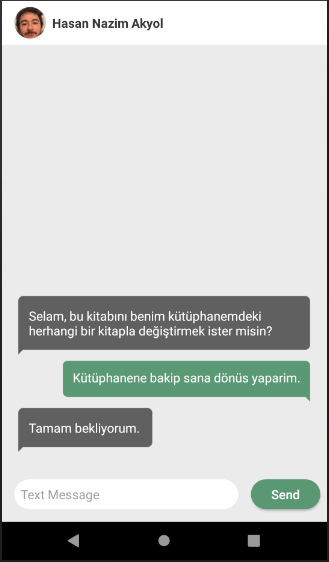 Hasan Nazim Akyol
Selam, bu kitabını benim kütüphanemdeki
herhangi bir kitapla değiştirmek ister misin?
Kütüphanene bakip sana dönüs yaparim.
Tamam bekliyorum.
Text Message
Send